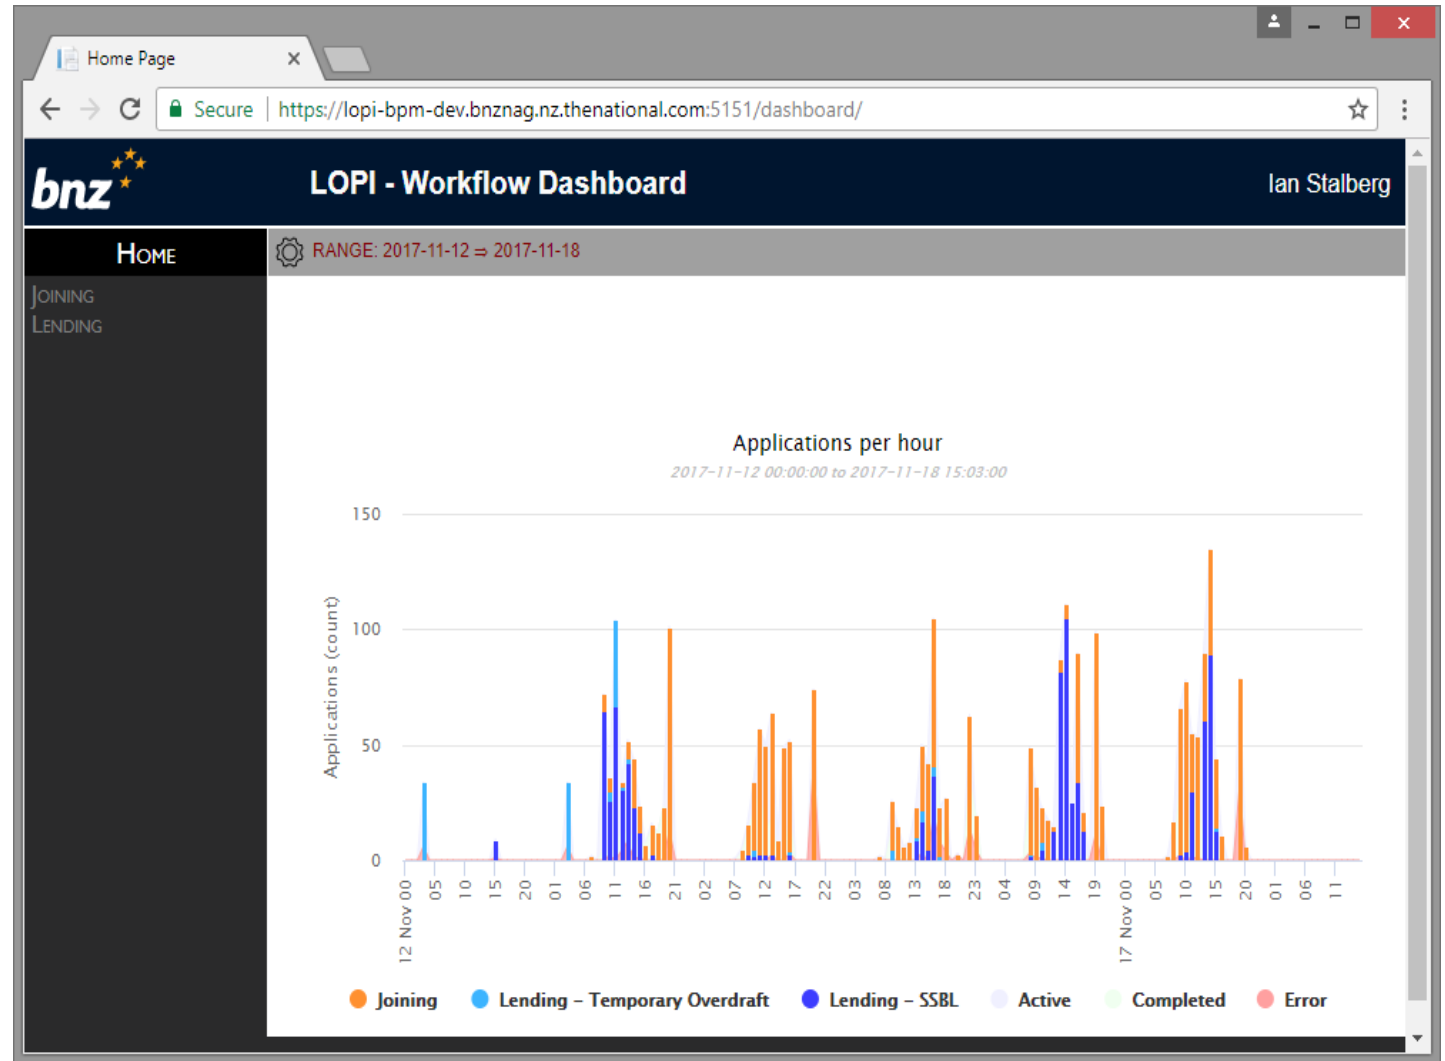 Home Page
Secure | https://lopi-bpm-dev.bnznag.nz.thenational.com:5151/dashboard/
bnz
LOPI - Workflow Dashboard
Ian Stalberg
HOME
RANGE: 2017-11-12 ⇒ 2017-11-18
JOINING
LENDING
Applications per hour
2017-11-12 00:00:00 to 2017-11-18 15:03:00
Applications (count)
150
100
50
0
12 Nov 00 05 10 15 20 01 06 11 16 21 02 07 12 17 22 03 08 13 18 23 04 09 14 19 17 Nov 00 05 10 15 20 01 06 11
Joining Lending - Temporary Overdraft Lending - SSBL Active Completed Error